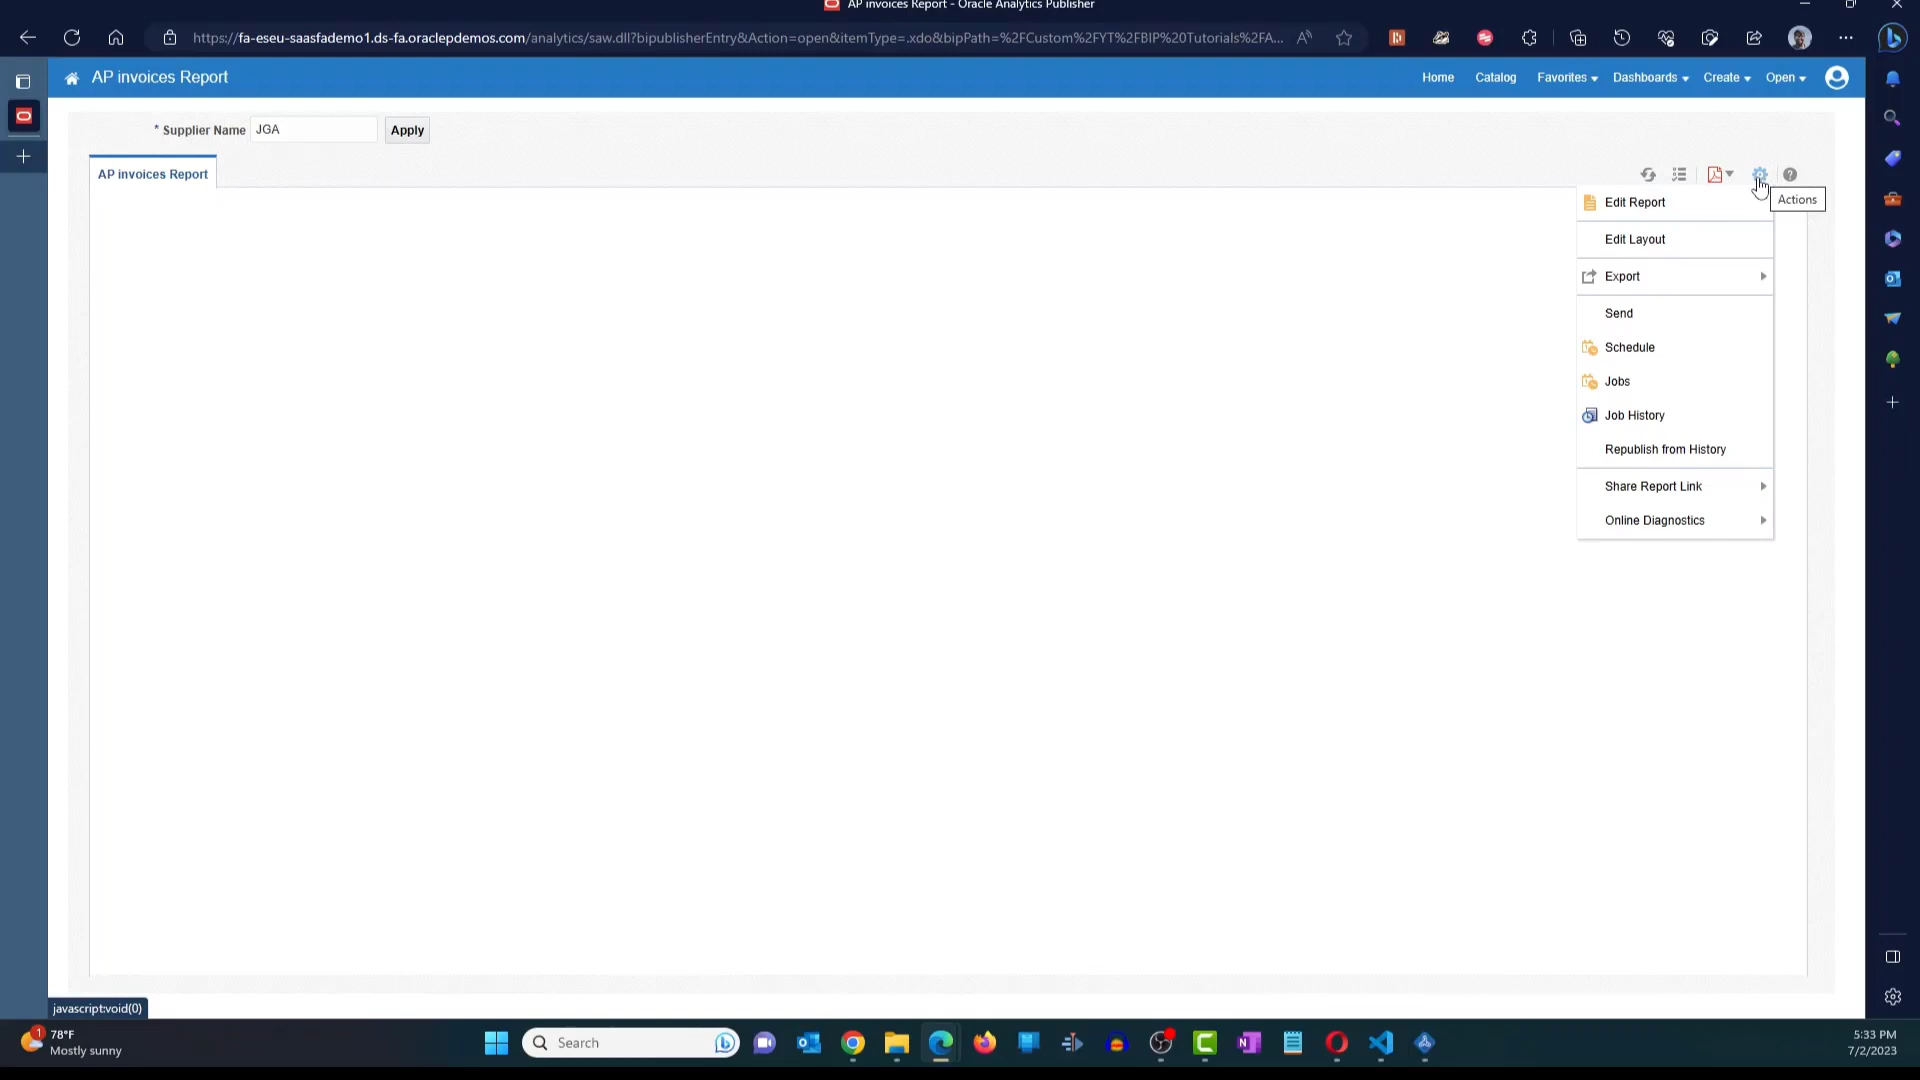 AP invoices Report - Oracle Analytics Publisher
https://fa-eseu-saasfademo1.ds-fa.oraclepdemos.com/analytics/saw.dll?bipublisherEntry&Action=open&itemType=.xdo&bipPath=%2FCustom%2FYT%2FBIP%20Tutorials%2FA...
AP invoices Report
Home Catalog Favorites Dashboards Create Open
* Supplier Name JGA Apply
AP invoices Report
Actions
Edit Report
Edit Layout
Export
Send
Schedule
Jobs
Job History
Republish from History
Share Report Link
Online Diagnostics
javascript:void(0)
1 78°F
Mostly sunny
Search
5:33 PM
7/2/2023